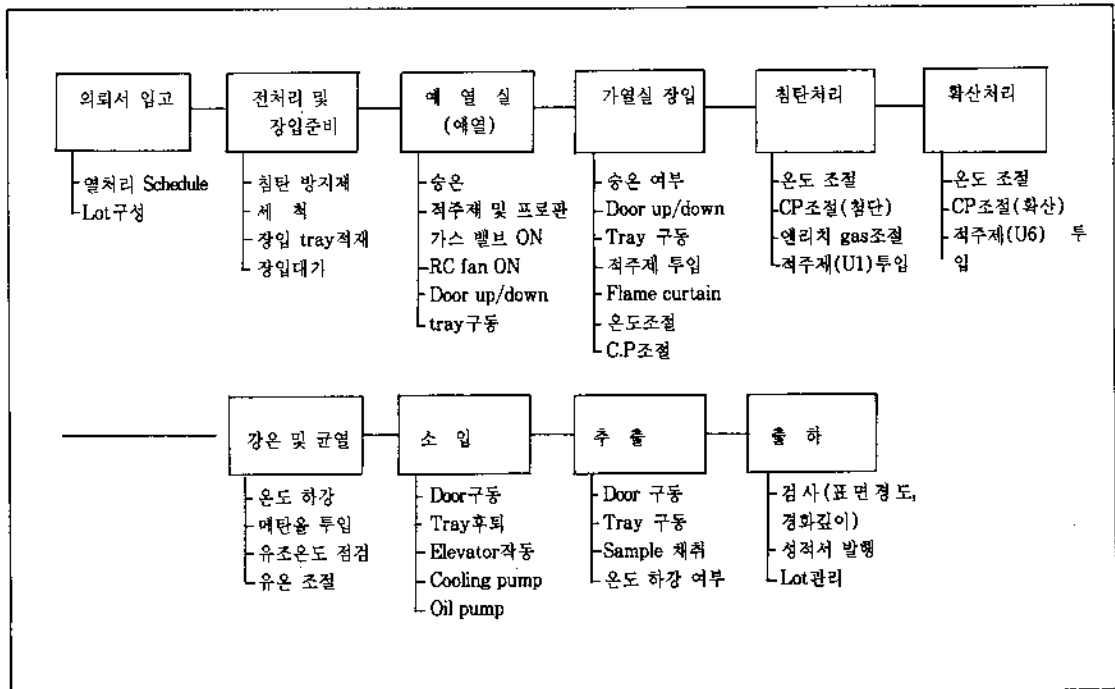 의뢰서 입고
열처리 Schedule
Lot구성
전처리 및
장입준비
침탄 방지재
세 척
장입 tray적재
장입대기
예 열 실
(예열)
승온
적주재 및 프로판
가스 밸브 ON
RC fan ON
Door up/down
tray구동
가열실 장입
승온 여부
Door up/down
Tray 구동
적주제 투입
Flame curtain
온도조절
C.P조절
침탄처리
온도 조절
CP조절(침단)
엔리치 gas조절
적주재(U1)투입
확산처리
온도 조절
CP조절(확산)
적주제(U6) 투
입
강온 및 균열
온도 하강
메탄올 투입
유조온도 점검
유온 조절
소 입
Door구동
Tray후퇴
Elevator작동
Cooling pump
Oil pump
추 출
Door 구동
Tray 구동
Sample 채취
온도 하강 여부
출 하
검사(표면경도,
경화깊이)
성적서 발행
Lot관리